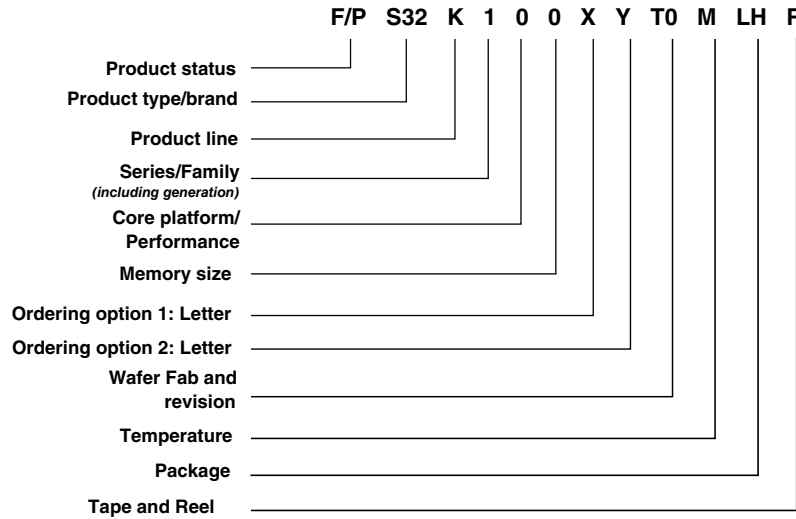 F/P S32 K 1 0 0 X Y T0 M LH
Product status
Product type/brand
Product line
Series/Family
(including generation)
Core platform/
Performance
Memory size
Ordering option 1: Letter
Ordering option 2: Letter
Wafer Fab and
revision
Temperature
Package
Tape and Reel